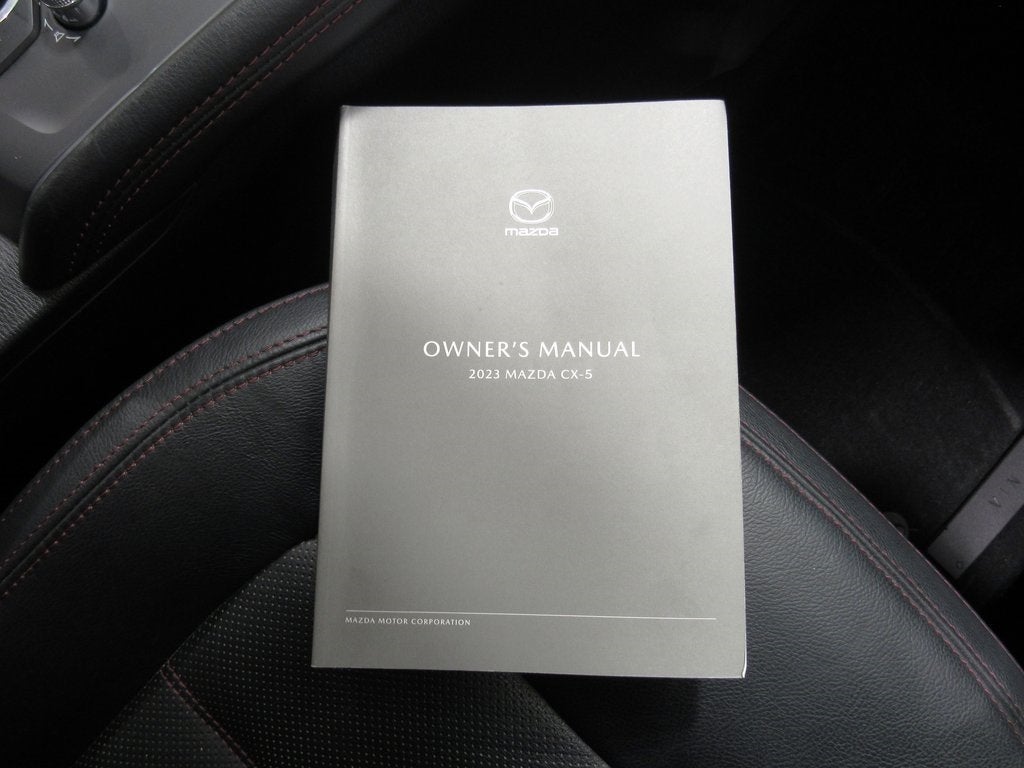 mazda
OWNER'S MANUAL
2023 MAZDA CX-5
MAZDA MOTOR CORPORATION